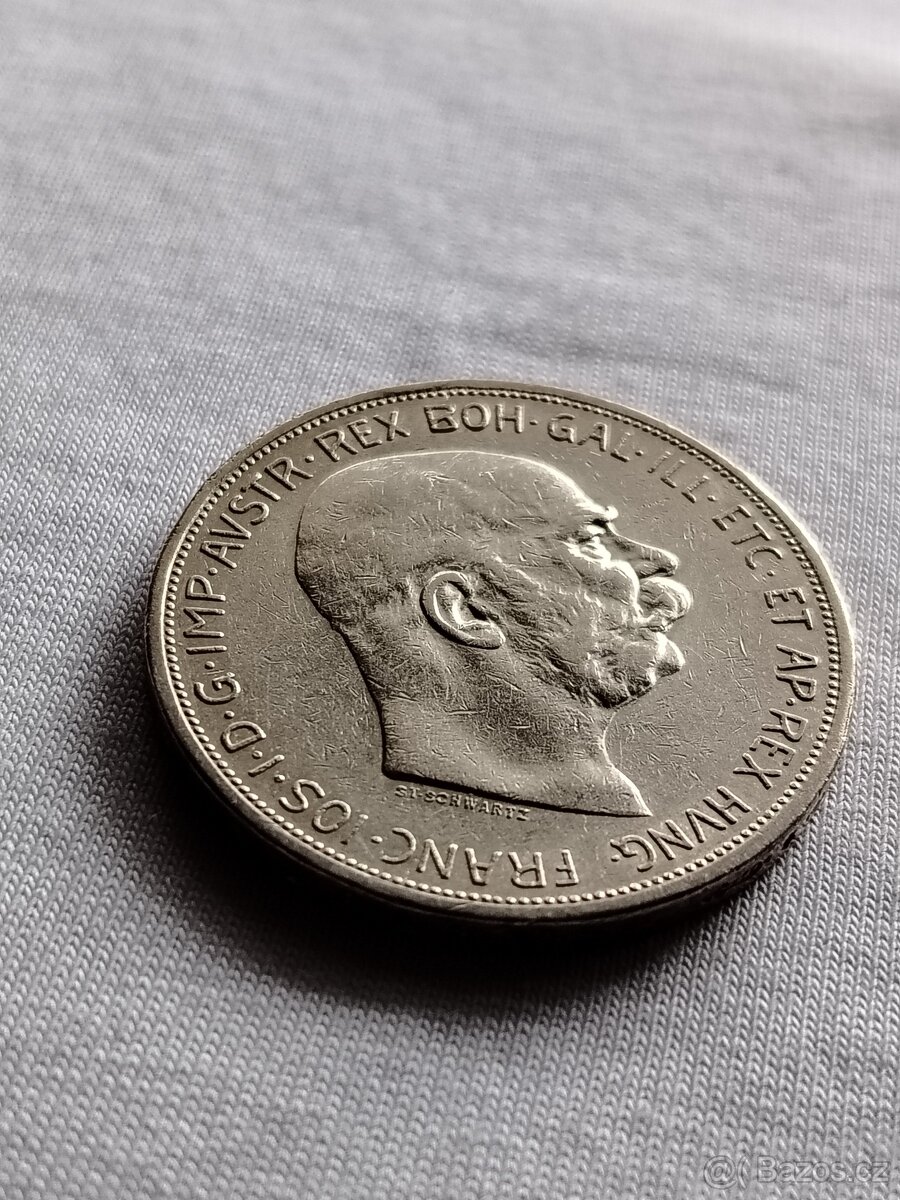 FRANC·IOS·I·D·G·IMP·AVSTR·REX BOH·GAL·ILL·ETC·ET AP·REX HVNG·
ST·SCHWARTZ
@( Bazos.cz